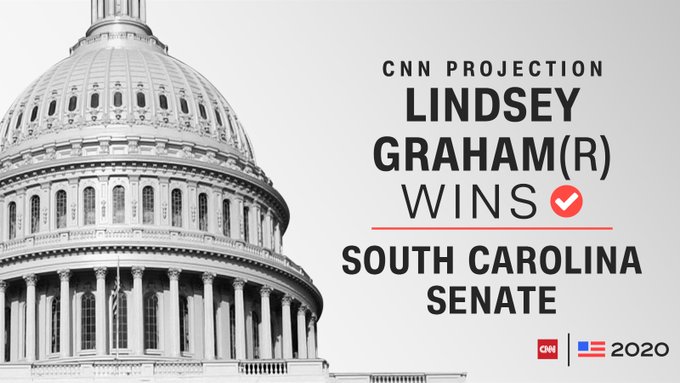 CNN PROJECTION
LINDSEY
GRAHAM(R)
WINS
SOUTH CAROLINA
SENATE
CNN 2020